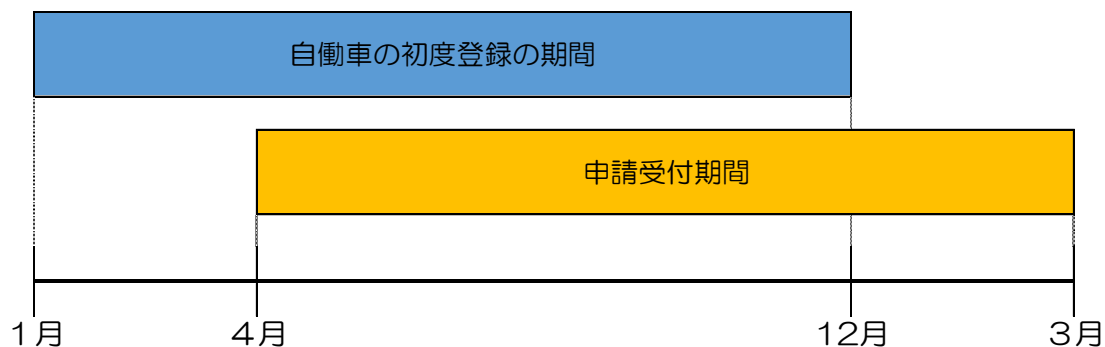 自働車の初度登録の期間
申請受付期間
１月
４月
12月
３月